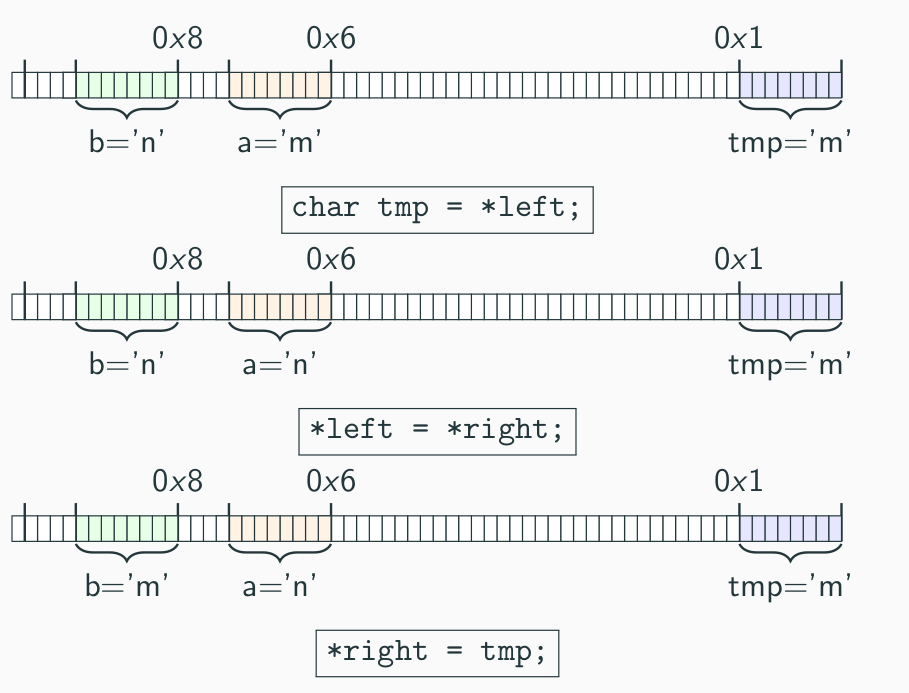 0x8 0x6 0x1
b='n' a='m' tmp='m'
char tmp = *left;
0x8 0x6 0x1
b='n' a='n' tmp='m'
*left = *right;
0x8 0x6 0x1
b='m' a='n' tmp='m'
*right = tmp;